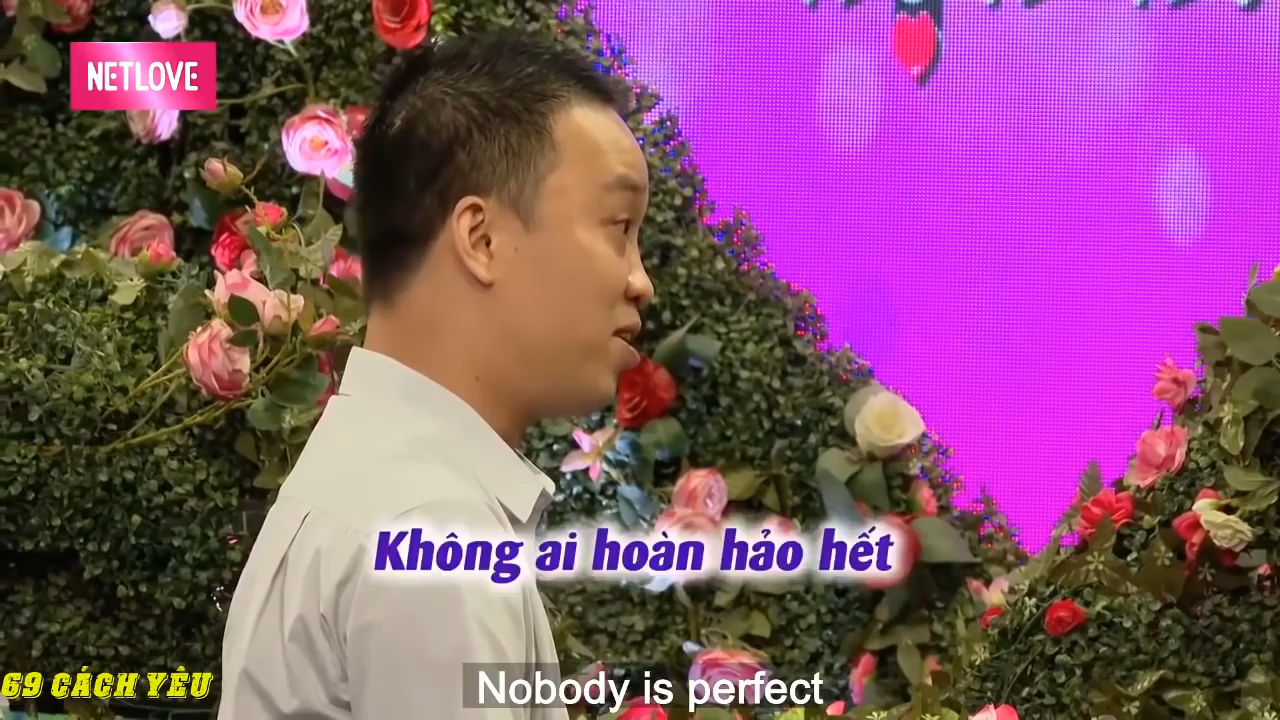 NETLOVE
Không ai hoàn hảo hết
69 CÁCH YÊU
Nobody is perfect